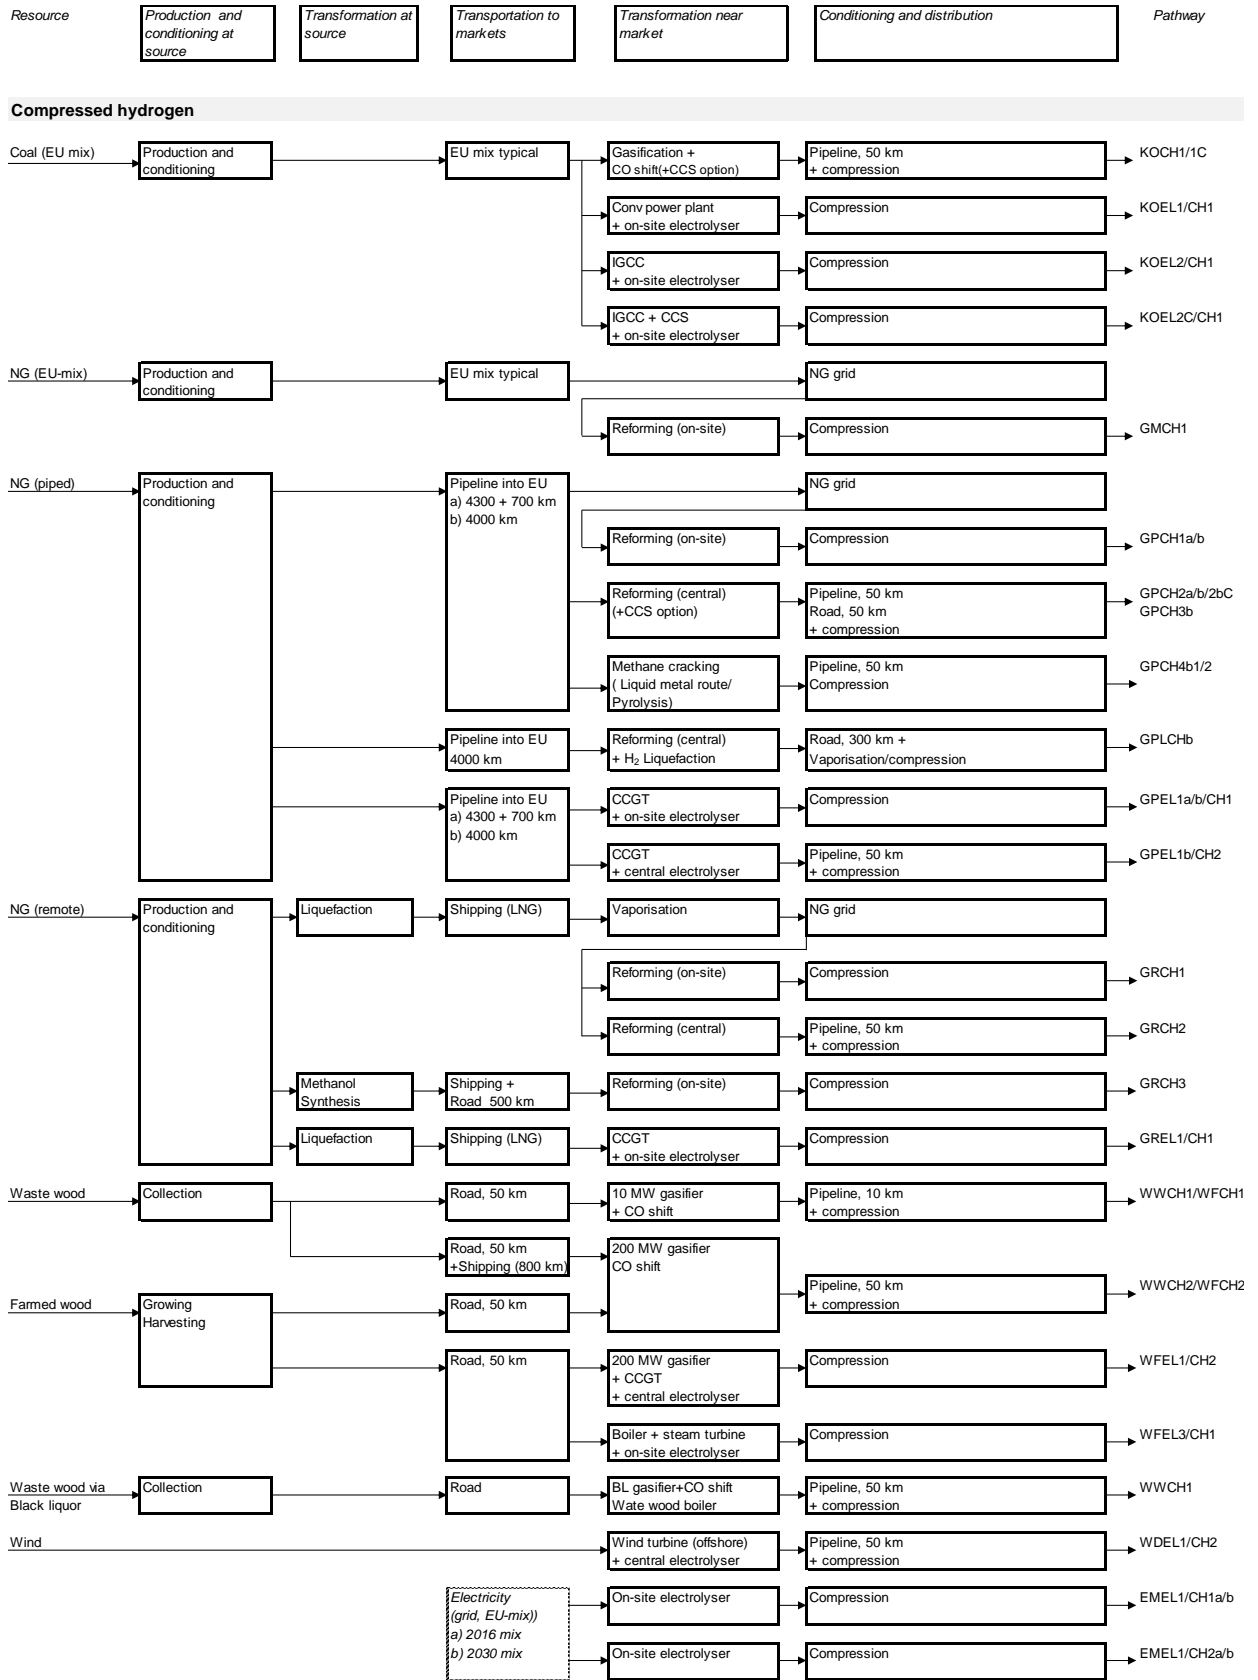 Resource
Production and
conditioning at
source
Transformation at
source
Transportation to
markets
Transformation near
market
Conditioning and distribution
Pathway
Compressed hydrogen
Coal (EU mix)
Production and
conditioning
EU mix typical
Gasification +
CO shift(+CCS option)
Pipeline, 50 km
+ compression
KOCH1/1C
Conv power plant
+ on-site electrolyser
Compression
KOEL1/CH1
IGCC
+ on-site electrolyser
Compression
KOEL2/CH1
IGCC + CCS
+ on-site electrolyser
Compression
KOEL2C/CH1
NG (EU-mix)
Production and
conditioning
EU mix typical
NG grid
Reforming (on-site)
Compression
GMCH1
NG (piped)
Production and
conditioning
Pipeline into EU
a) 4300 + 700 km
b) 4000 km
NG grid
Reforming (on-site)
Compression
GPCH1a/b
Reforming (central)
(+CCS option)
Pipeline, 50 km
Road, 50 km
+ compression
GPCH2a/b/2bC
GPCH3b
Methane cracking
( Liquid metal route/
Pyrolysis)
Pipeline, 50 km
Compression
GPCH4b1/2
Pipeline into EU
4000 km
Reforming (central)
+ H₂ Liquefaction
Road, 300 km +
Vaporisation/compression
GPLCHb
Pipeline into EU
a) 4300 + 700 km
b) 4000 km
CCGT
+ on-site electrolyser
Compression
GPEL1a/b/CH1
CCGT
+ central electrolyser
Pipeline, 50 km
+ compression
GPEL1b/CH2
NG (remote)
Production and
conditioning
Liquefaction
Shipping (LNG)
Vaporisation
NG grid
Reforming (on-site)
Compression
GRCH1
Reforming (central)
Pipeline, 50 km
+ compression
GRCH2
Methanol
Synthesis
Shipping +
Road 500 km
Reforming (on-site)
Compression
GRCH3
Liquefaction
Shipping (LNG)
CCGT
+ on-site electrolyser
Compression
GREL1/CH1
Waste wood
Collection
Road, 50 km
10 MW gasifier
+ CO shift
Pipeline, 10 km
+ compression
WWCH1/WFCH1
Road, 50 km
+Shipping (800 km)
200 MW gasifier
CO shift
Pipeline, 50 km
+ compression
WWCH2/WFCH2
Farmed wood
Growing
Harvesting
Road, 50 km
Road, 50 km
200 MW gasifier
+ CCGT
+ central electrolyser
Compression
WFEL1/CH2
Boiler + steam turbine
+ on-site electrolyser
Compression
WFEL3/CH1
Waste wood via
Black liquor
Collection
Road
BL gasifier+CO shift
Wate wood boiler
Pipeline, 50 km
+ compression
WWCH1
Wind
Wind turbine (offshore)
+ central electrolyser
Pipeline, 50 km
+ compression
WDEL1/CH2
Electricity
(grid, EU-mix))
a) 2016 mix
b) 2030 mix
On-site electrolyser
Compression
EMEL1/CH1a/b
On-site electrolyser
Compression
EMEL1/CH2a/b